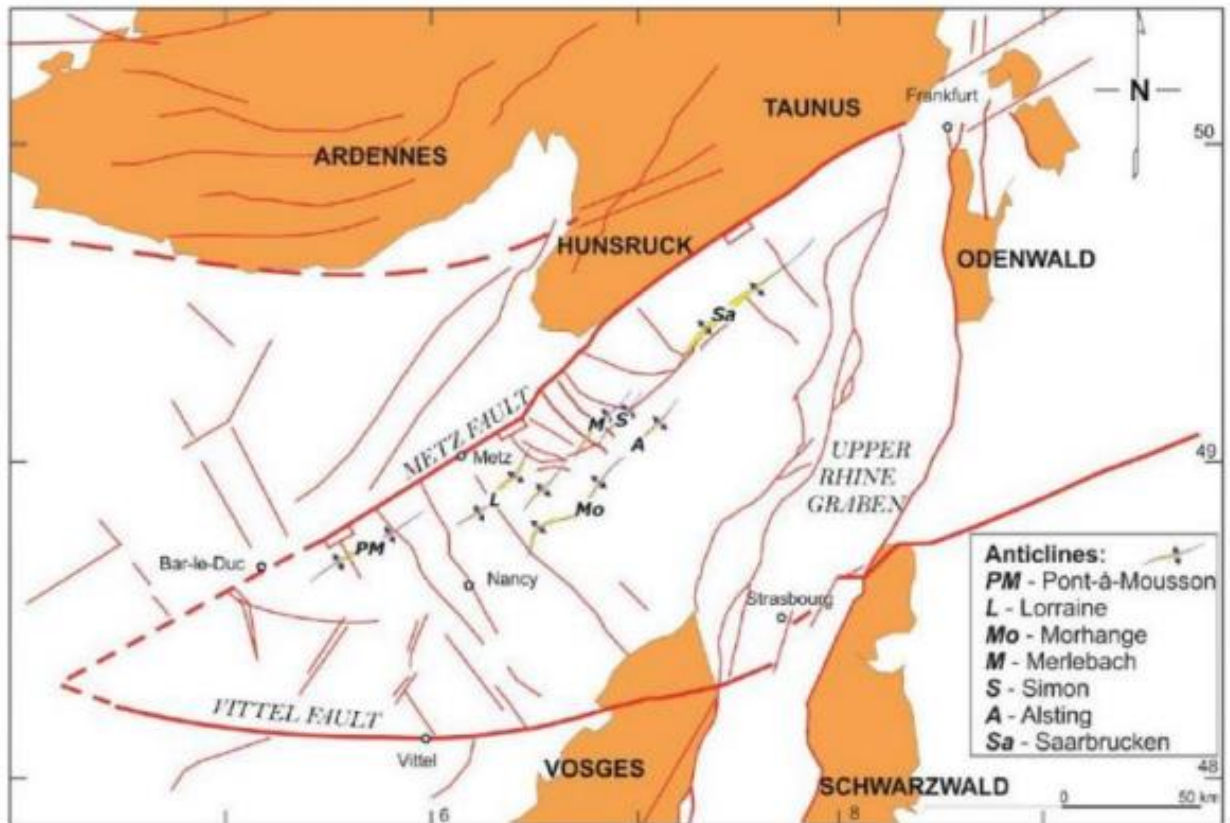 TAUNUS
Frankfurt
N
50
ARDENNES
HUNSRUCK
ODENWALD
Sa
METZ FAULT
Metz
M
S
A
49
L
Mo
UPPER
RHINE
GRABEN
Bar-le-Duc
PM
Nancy
Strasbourg
Anticlines:
PM - Pont-à-Mousson
L - Lorraine
Mo - Morhange
M - Merlebach
S - Simon
A - Alsting
Sa - Saarbrucken
VITTEL FAULT
Vittel
VOSGES
SCHWARZWALD
48
0
50 km
6
8